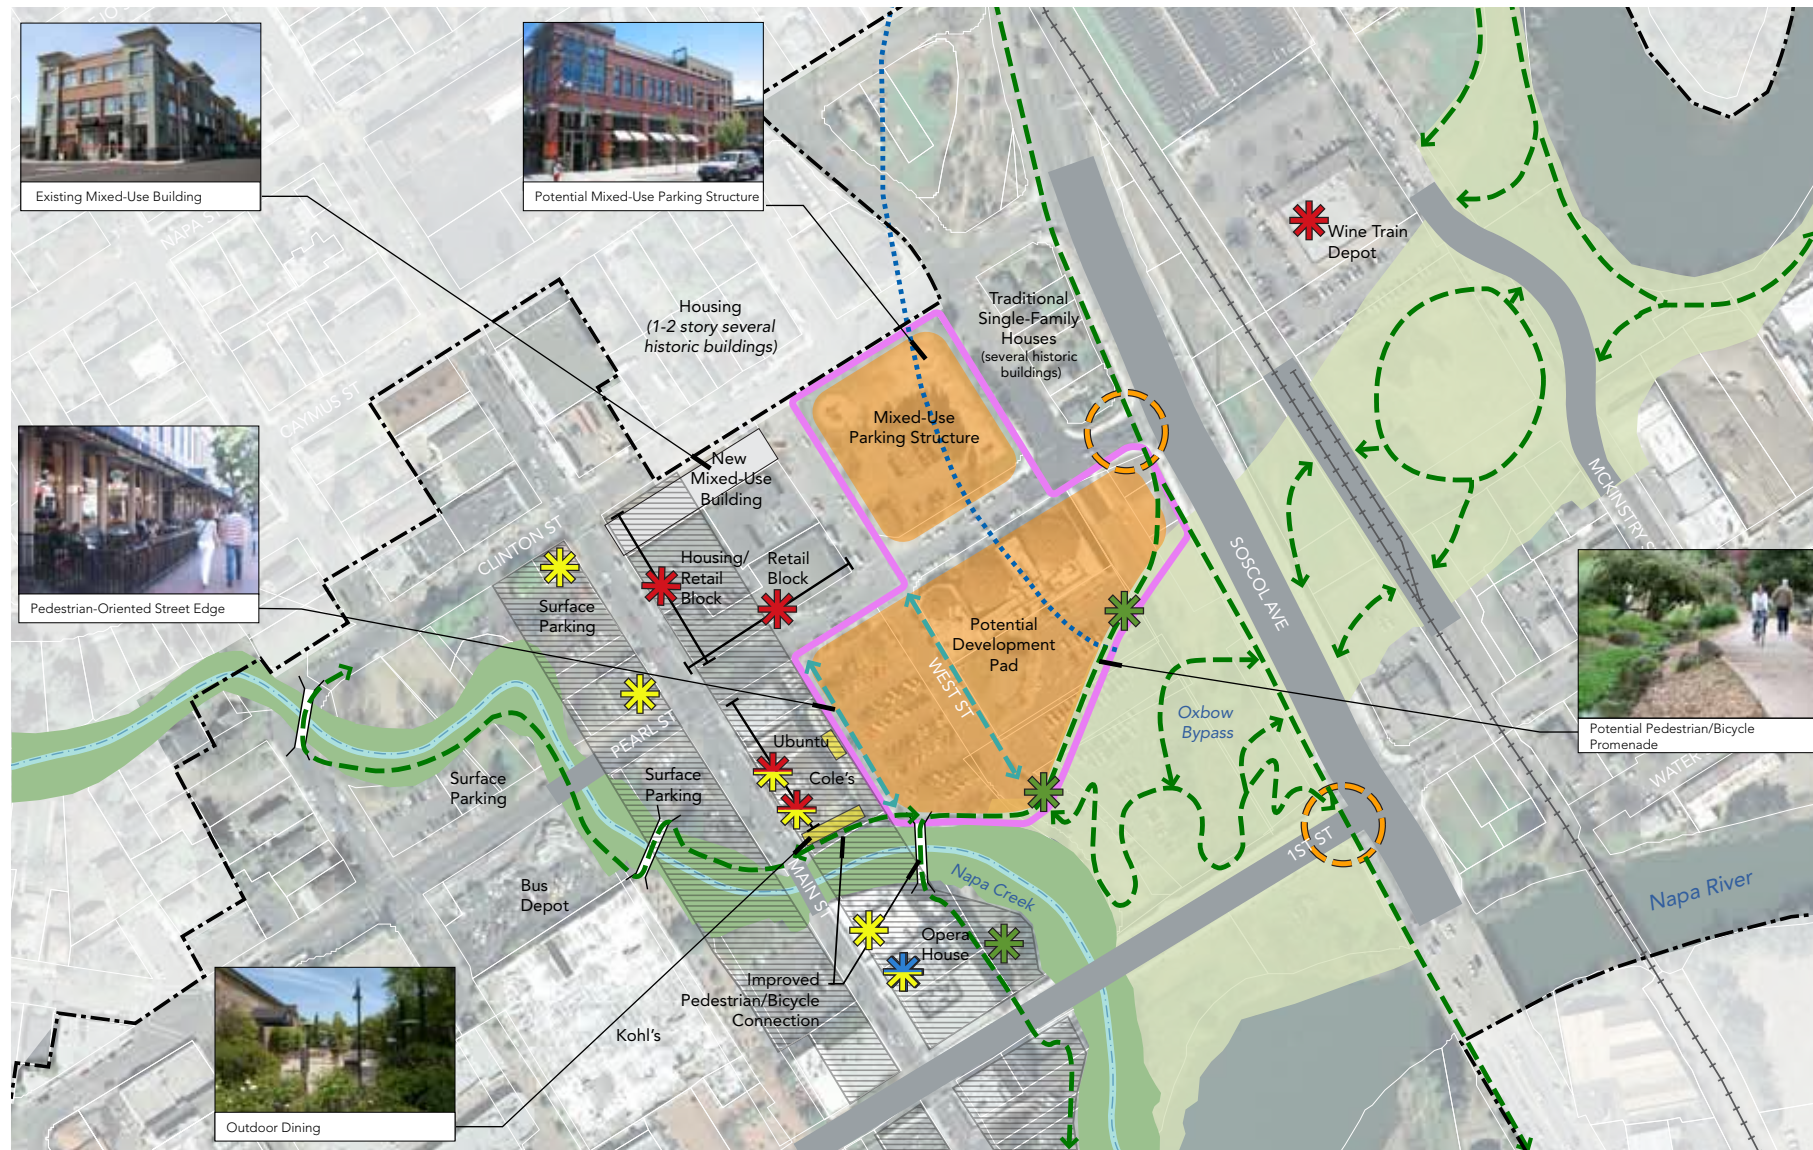 Existing Mixed-Use Building
Potential Mixed-Use Parking Structure
NAPA ST
Wine Train
Depot
Housing
(1-2 story several
historic buildings)
Traditional
Single-Family
Houses
(several historic
buildings)
CAYMUS ST
Mixed-Use
Parking Structure
New
Mixed-Use
Building
MCKINSTRY S
CLINTON ST
Housing/
Retail
Block
Retail
Block
SOSCOL AVE
Pedestrian-Oriented Street Edge
Surface
Parking
Potential
Development
Pad
WEST ST
Oxbow
Bypass
Potential Pedestrian/Bicycle
Promenade
PEARL ST
Ubuntu
Cole's
WATER
Surface
Parking
Surface
Parking
1ST ST
MAIN ST
Napa Creek
Napa River
Bus
Depot
Opera
House
Improved
Pedestrian/Bicycle
Connection
Kohl's
Outdoor Dining